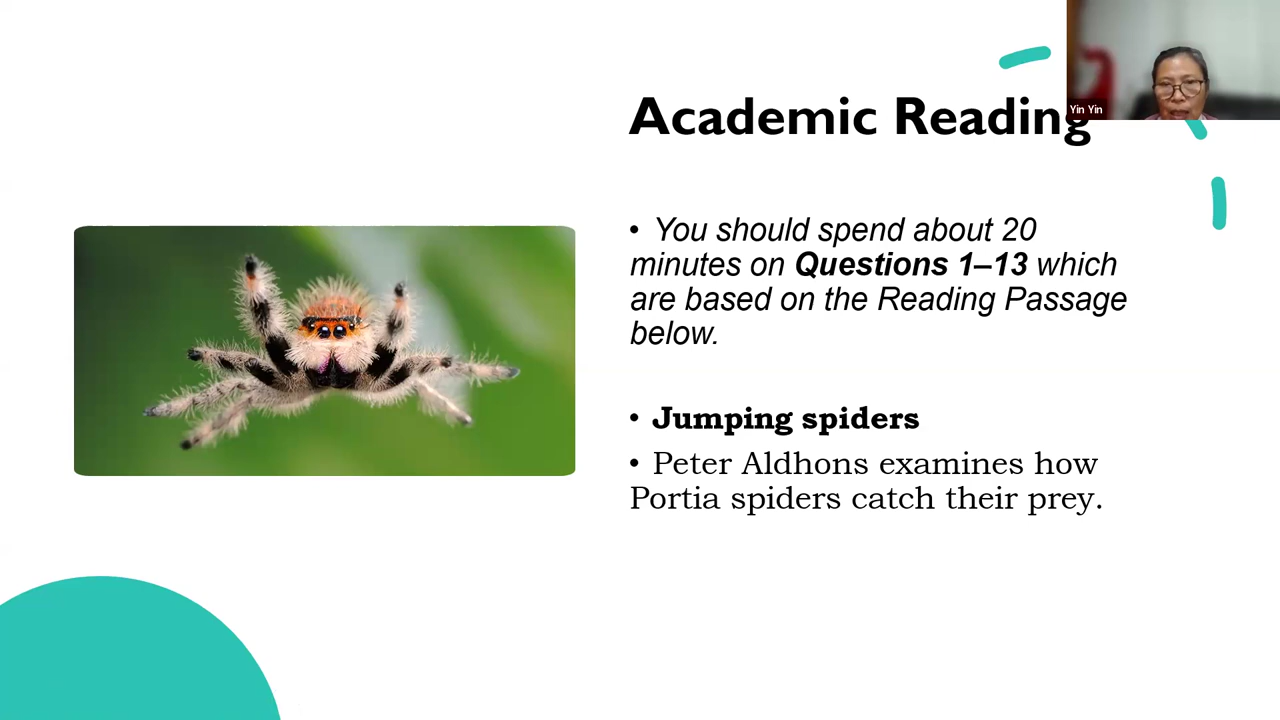 Academic Reading
Yin Yin
• You should spend about 20
minutes on Questions 1–13 which
are based on the Reading Passage
below.
• Jumping spiders
• Peter Aldhons examines how
Portia spiders catch their prey.